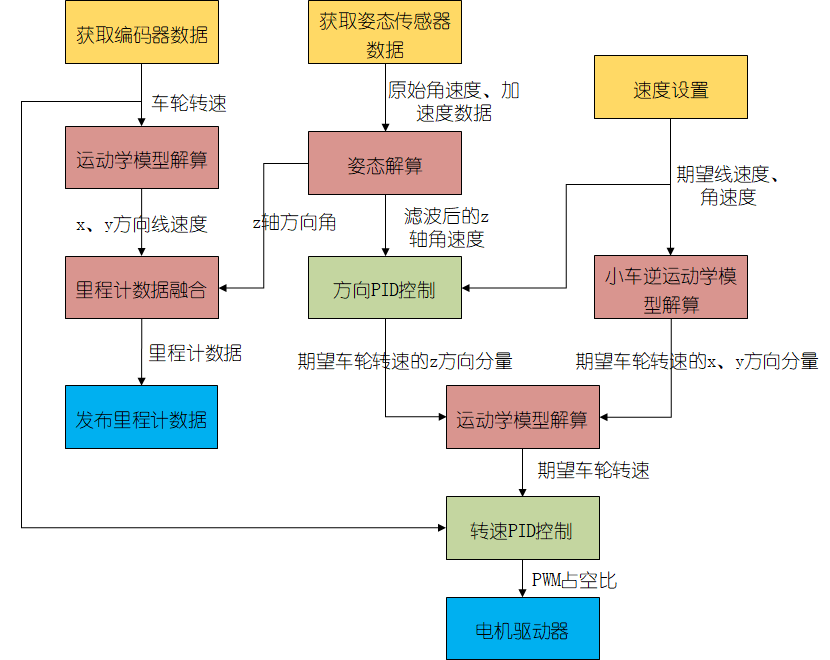 获取编码器数据
获取姿态传感器
数据
速度设置
车轮转速
原始角速度、加
速度数据
运动学模型解算
姿态解算
期望线速度、
角速度
x、y方向线速度
z轴方向角
滤波后的z
轴角速度
里程计数据融合
方向PID控制
小车逆运动学模
型解算
里程计数据
期望车轮转速的z方向分量
期望车轮转速的x、y方向分量
发布里程计数据
运动学模型解算
期望车轮转速
转速PID控制
PWM占空比
电机驱动器